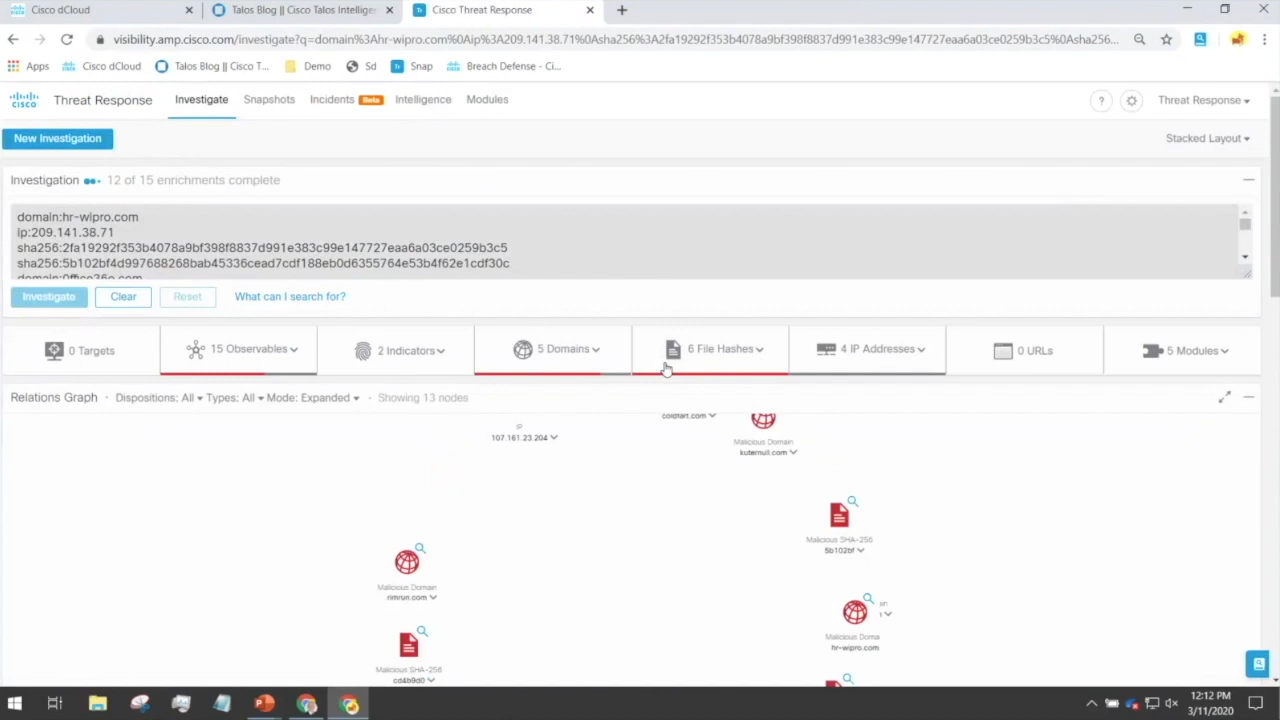 Cisco dCloud
Talos Blog || Cisco Talos Intelliger
Cisco Threat Response
visibility.amp.cisco.com/investigate?q=domain%3Ahr-wipro.com%0Aip%3A209.141.38.71%0Asha256%3A2fa19292f353b4078a9bf398f8837d991e383c99e147727eaa6a03ce0259b3c5%0Asha256...
Apps
Cisco dCloud
Talos Blog || Cisco T...
Demo
Sd
Snap
Breach Defense - Ci...
CISCO
Threat Response
Investigate
Snapshots
Incidents Beta
Intelligence
Modules
?
Threat Response
New Investigation
Stacked Layout
Investigation 12 of 15 enrichments complete
domain:hr-wipro.com
ip:209.141.38.71
sha256:2fa19292f353b4078a9bf398f8837d991e383c99e147727eaa6a03ce0259b3c5
sha256:5b102bf4d997688268bab45336cead7cdf188eb0d6355764e53b4f62e1cdf30c
Investigate
Clear
Reset
What can I search for?
0 Targets
15 Observables
2 Indicators
5 Domains
6 File Hashes
4 IP Addresses
0 URLs
5 Modules
Relations Graph · Dispositions: All Types: All Mode: Expanded · Showing 13 nodes
coldfart.com
IP
107.161.23.204
Malicious Domain
kuternull.com
Malicious SHA-256
5b102bf
Malicious Domain
rimrun.com
Malicious Doma
hr-wipro.com
Malicious SHA-256
cd4b9d0
12:12 PM
3/11/2020